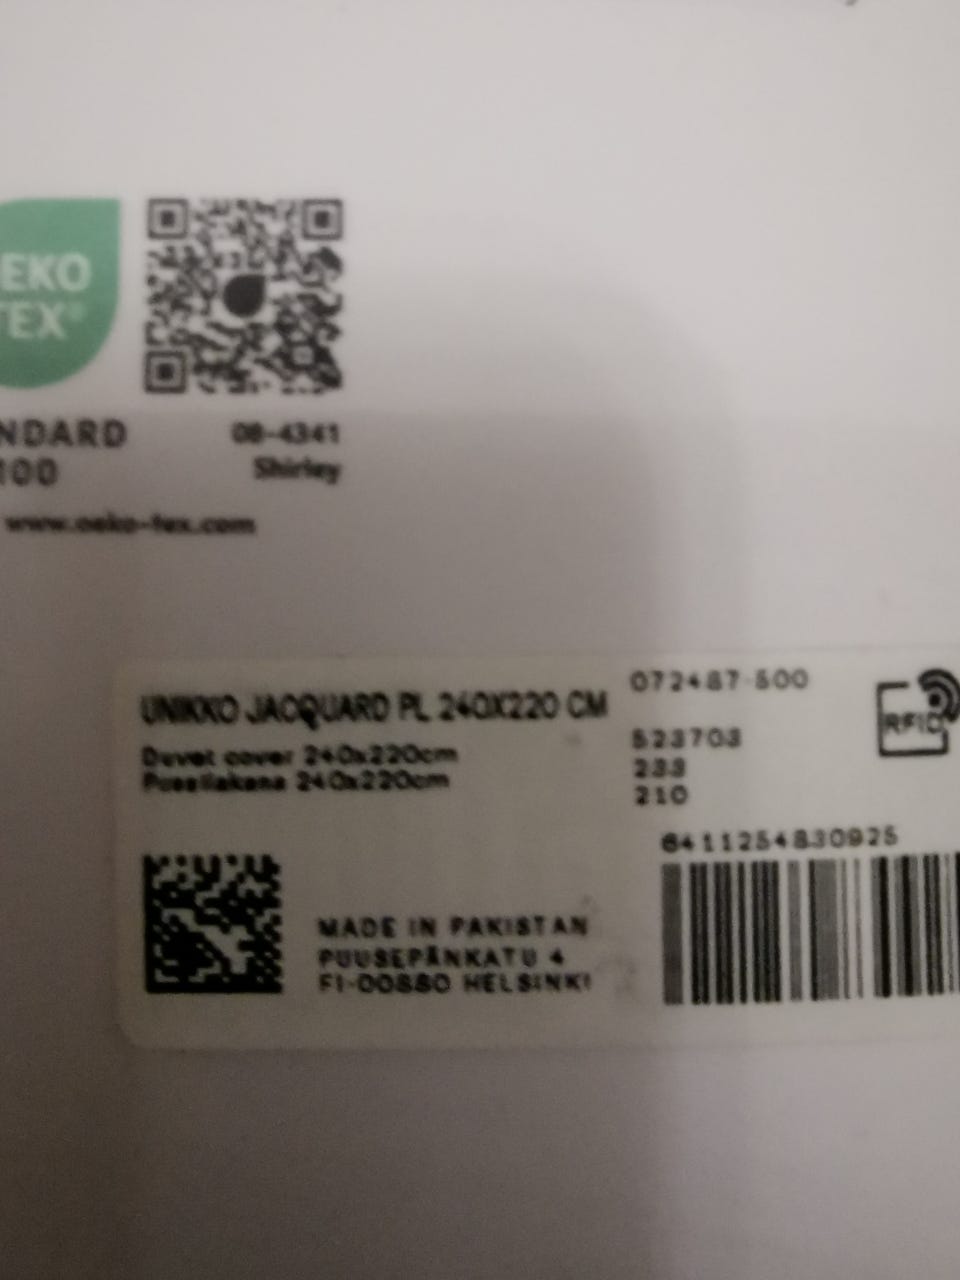 EKO
TEX®
NDARD
100
08-4341
Shirley
www.oeko-tex.com
UNIKKO JACQUARD PL 240X220 CM
Duvet cover 240x220cm
Pussilakana 240x220cm
072487-500
523703
233
210
RFID
6411254830925
MADE IN PAKISTAN
PUUSEPÄNKATU 4
FI-00880 HELSINKI